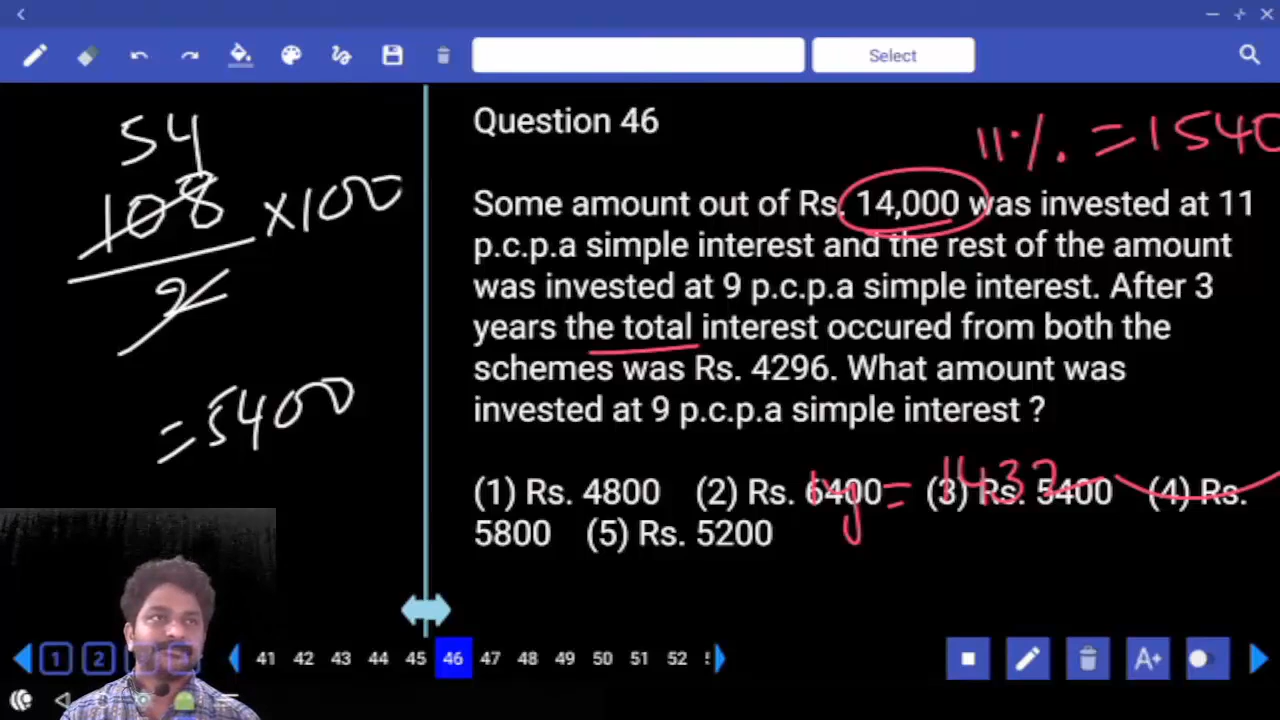 Select
54
108 ×100
2
= 5400
Question 46
11% = 1540
Some amount out of Rs. 14,000 was invested at 11
p.c.p.a simple interest and the rest of the amount
was invested at 9 p.c.p.a simple interest. After 3
years the total interest occured from both the
schemes was Rs. 4296. What amount was
invested at 9 p.c.p.a simple interest ?
1y = 1432
(1) Rs. 4800 (2) Rs. 6400 (3) Rs. 5400 (4) Rs.
5800 (5) Rs. 5200
1 2
41 42 43 44 45 46 47 48 49 50 51 52
A+